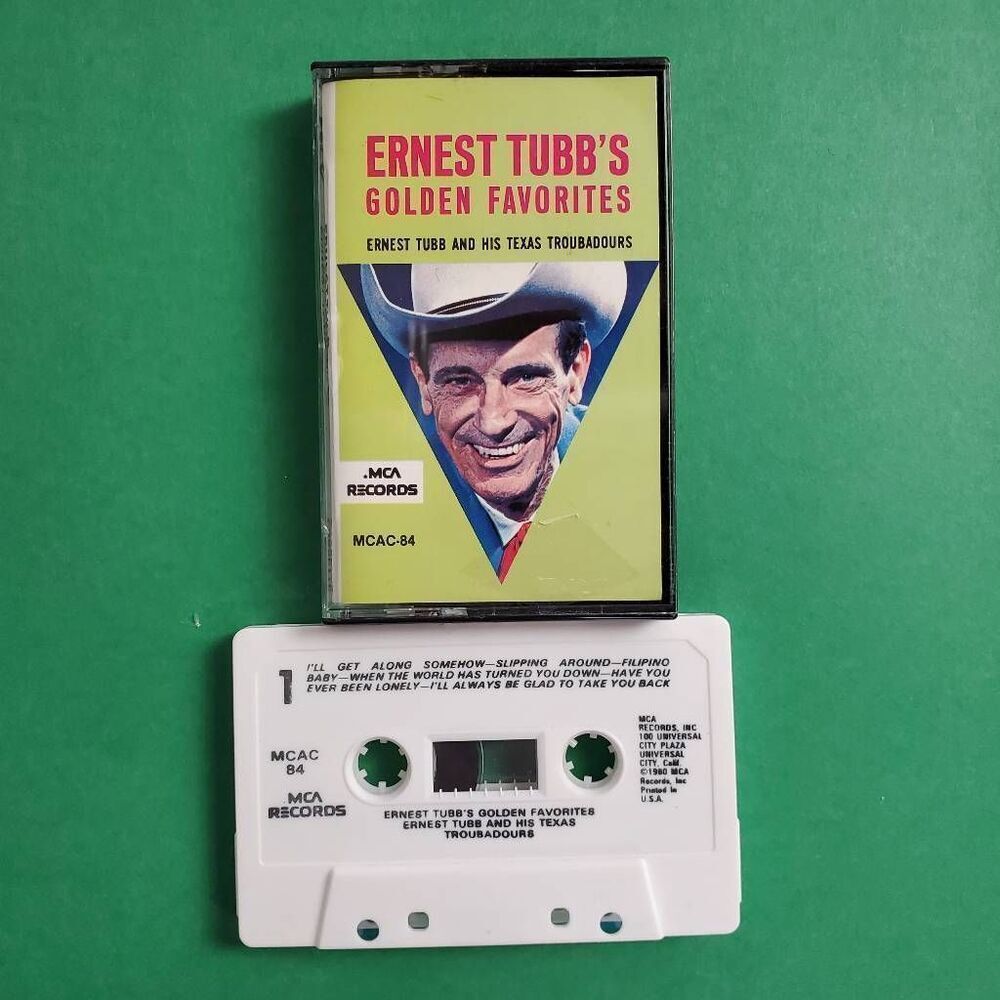 ERNEST TUBB'S
GOLDEN FAVORITES
ERNEST TUBB AND HIS TEXAS TROUBADOURS
.MCA
RECORDS
MCAC-84
1
I'LL GET ALONG SOMEHOW—SLIPPING AROUND—FILIPINO
BABY—WHEN THE WORLD HAS TURNED YOU DOWN—HAVE YOU
EVER BEEN LONELY—I'LL ALWAYS BE GLAD TO TAKE YOU BACK
MCAC
84
MCA
RECORDS
MCA
RECORDS, INC
100 UNIVERSAL
CITY PLAZA
UNIVERSAL
CITY, Calif.
©1980 MCA
Records, Inc
Printed in
U.S.A.
ERNEST TUBB'S GOLDEN FAVORITES
ERNEST TUBB AND HIS TEXAS
TROUBADOURS